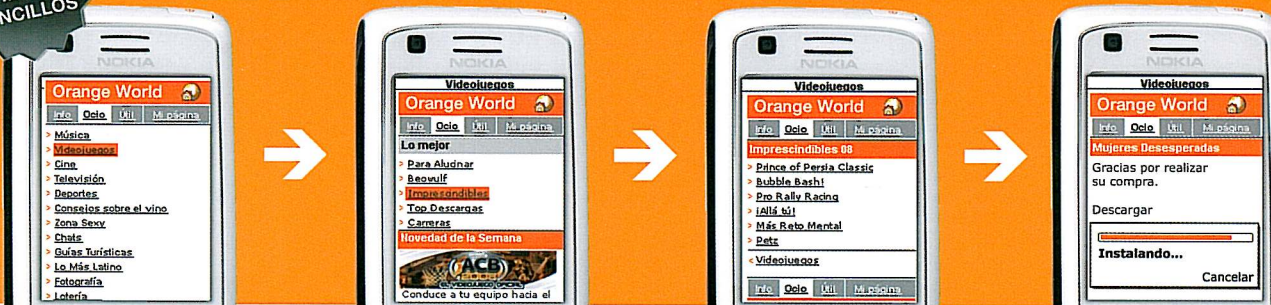 NCILLOS
NOKIA
Orange World
Info Ocio Útil Mi página
> Música
> Videojuegos
> Cine
> Televisión
> Deportes
> Consejos sobre el vino
> Zona Sexy
> Chats
> Guías Turísticas
> Lo Más Latino
> Fotografía
> Lotería
NOKIA
Videojuegos
Orange World
Info Ocio Útil Mi página
Lo mejor
> Para Alucinar
> Beowulf
> Imprescindibles
> Top Descargas
> Carreras
Novedad de la Semana
ACB
2008
EL VIDEOJUEGO OFICIAL
Conduce a tu equipo hacia el
NOKIA
Videojuegos
Orange World
Info Ocio Útil Mi página
Imprescindibles 08
> Prince of Persia Classic
> Bubble Bash!
> Pro Rally Racing
> ¡Allá tú!
> Más Reto Mental
> Petz
< Videojuegos
Info Ocio Útil Mi página
NOKIA
Videojuegos
Orange World
Info Ocio Útil Mi página
Mujeres Desesperadas
Gracias por realizar
su compra.
Descargar
Instalando...
Cancelar